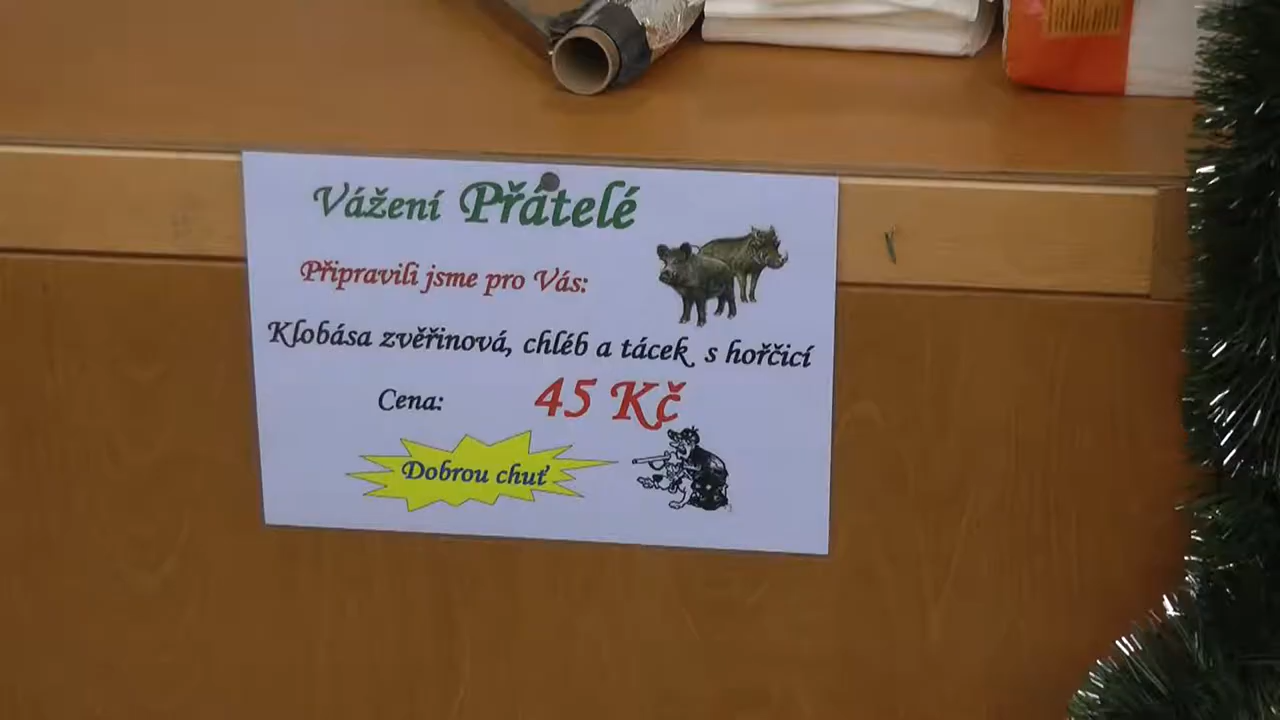 Vážení Přátelé
Připravili jsme pro Vás:
Klobása zvěřinová, chléb a tácek s hořčicí
Cena: 45 Kč
Dobrou chuť